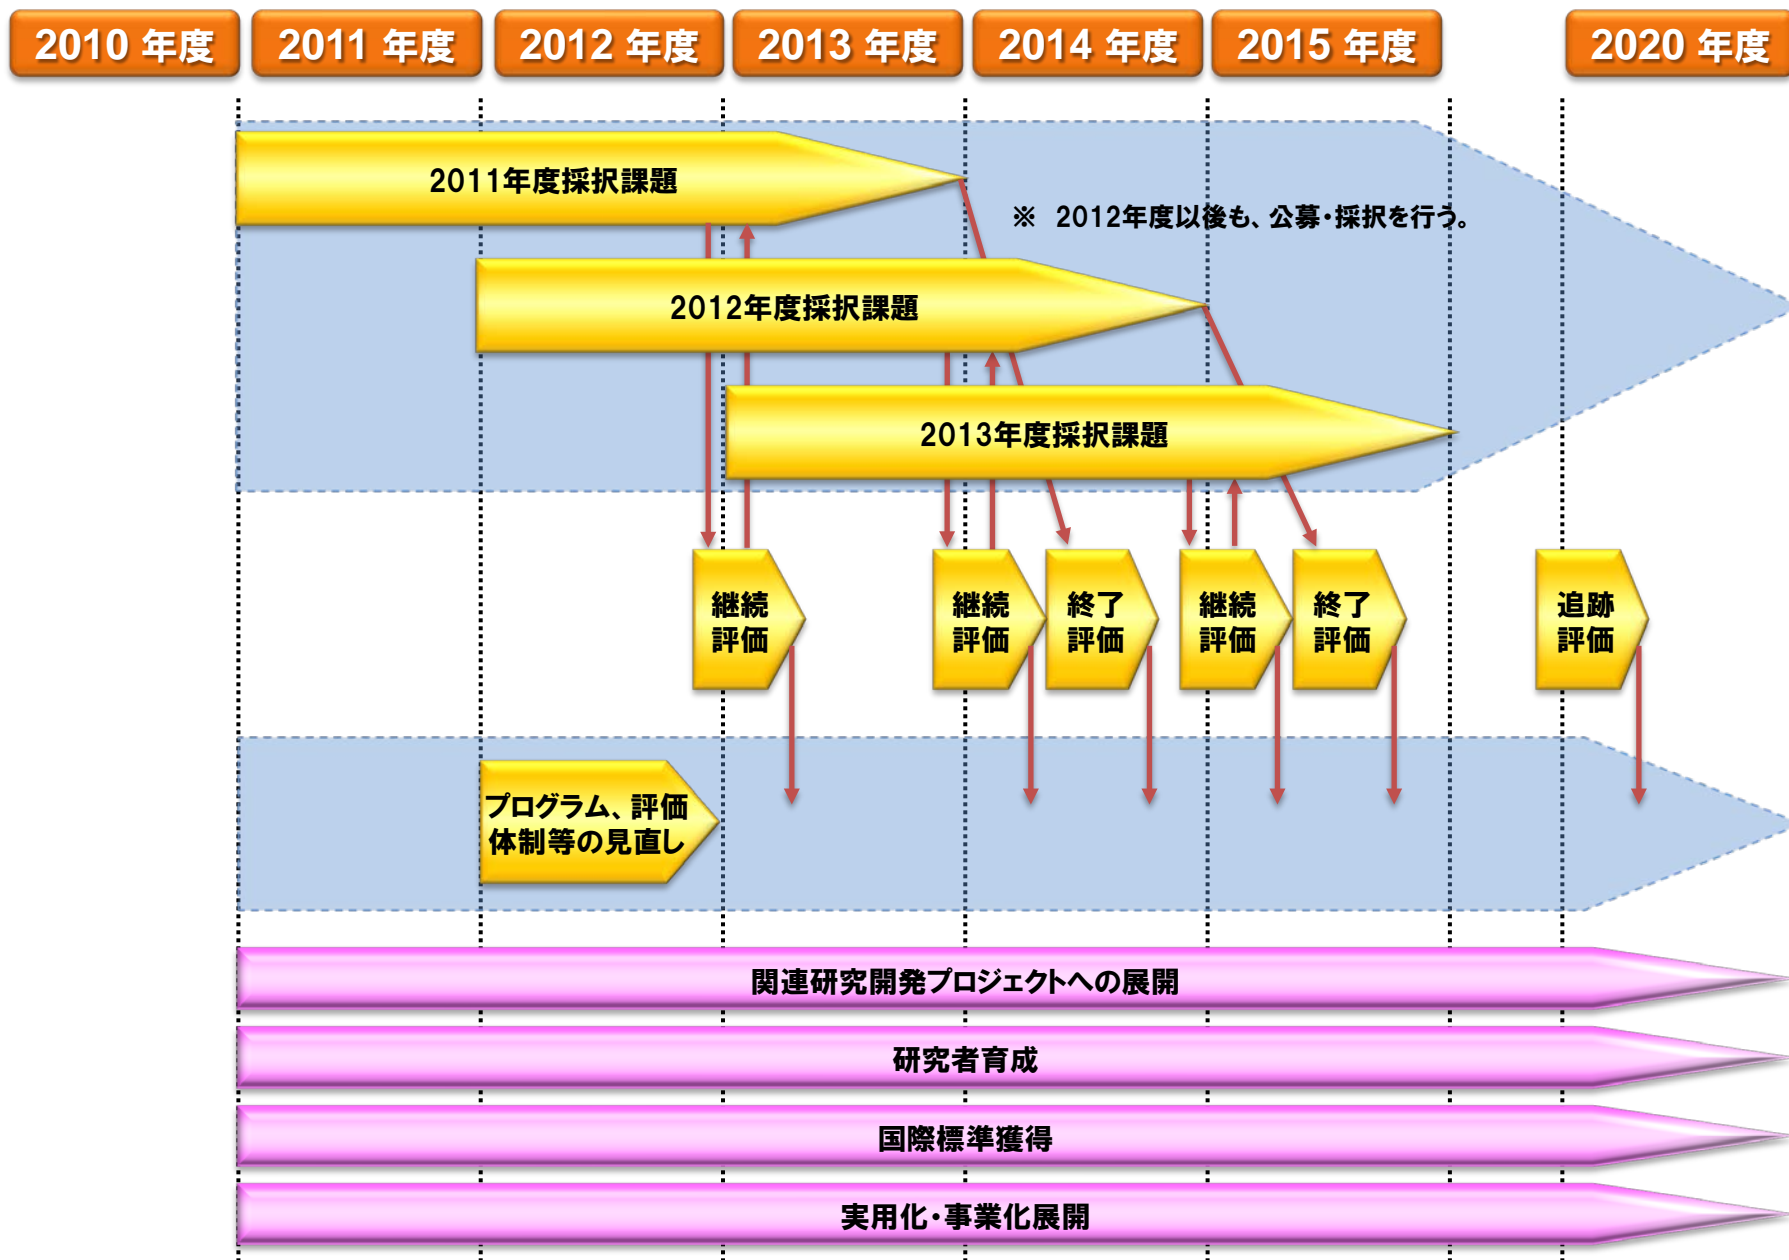 2010 年度
2011 年度
2012 年度
2013 年度
2014 年度
2015 年度
2020 年度
2011年度採択課題
※ 2012年度以後も、公募・採択を行う。
2012年度採択課題
2013年度採択課題
継続
評価
継続
評価
終了
評価
継続
評価
終了
評価
追跡
評価
プログラム、評価
体制等の見直し
関連研究開発プロジェクトへの展開
研究者育成
国際標準獲得
実用化・事業化展開